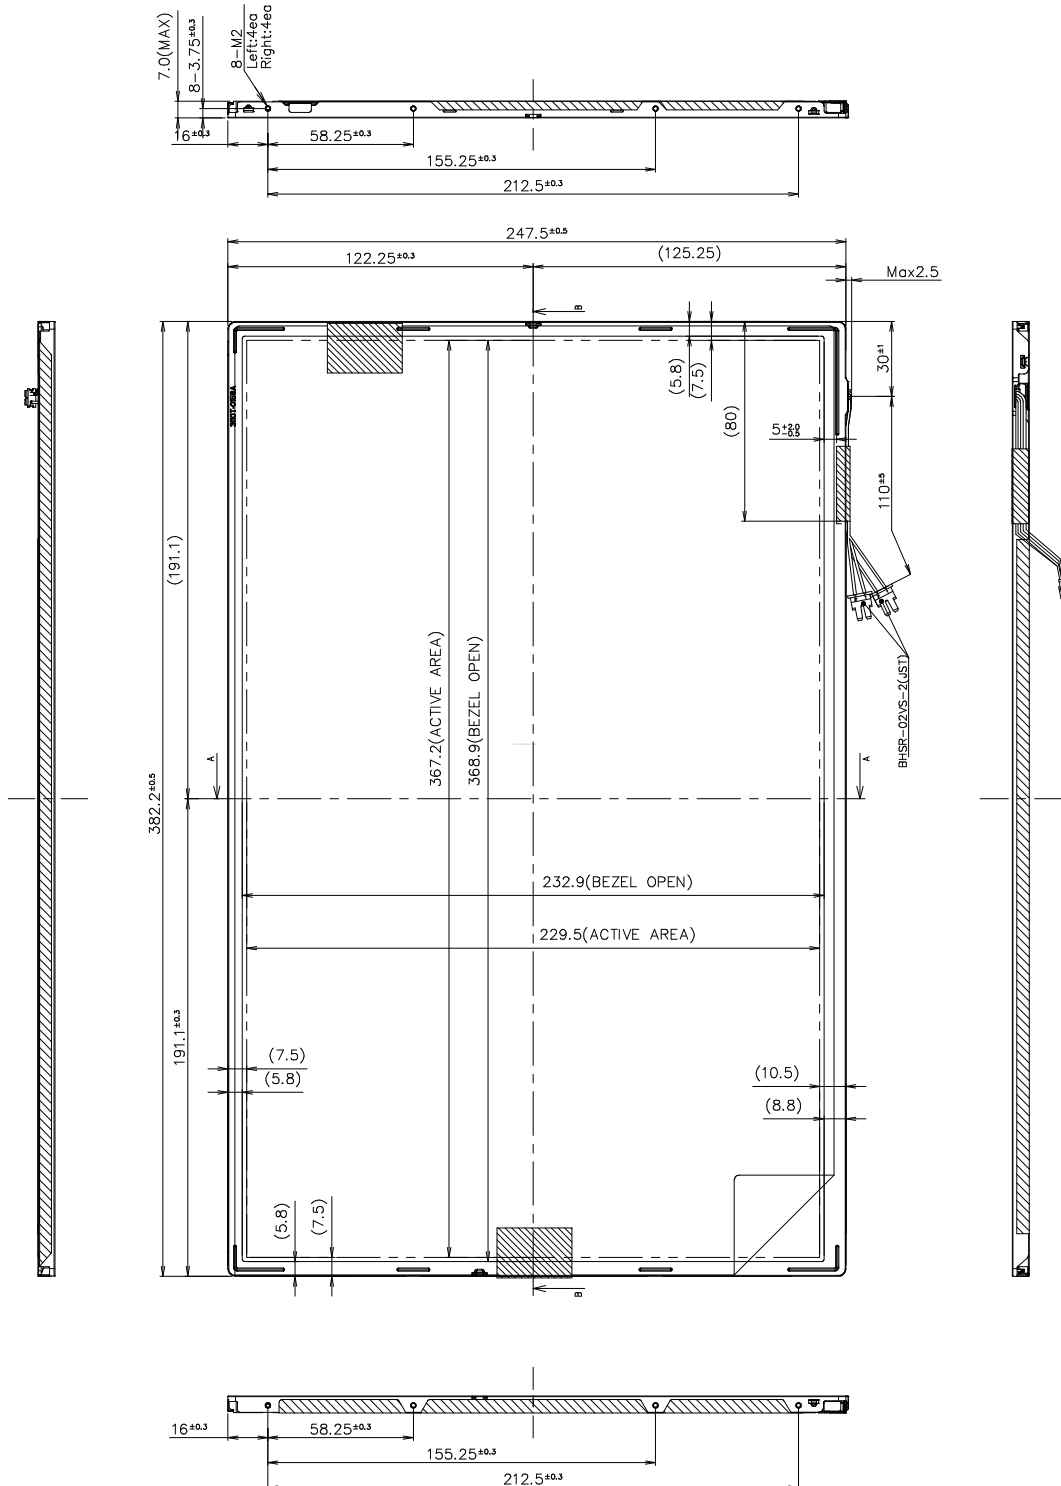 7.0(MAX)
8-3.75±0.3
8-M2
Left:4ea
Right:4ea
16±0.3
58.25±0.3
155.25±0.3
212.5±0.3
247.5±0.5
122.25±0.3
(125.25)
Max2.5
B
(5.8)
(7.5)
30±1
(80)
5+2.0-0.5
110±5
(191.1)
367.2(ACTIVE AREA)
368.9(BEZEL OPEN)
BHSR-02VS-2(JST)
A
A
382.2±0.5
232.9(BEZEL OPEN)
229.5(ACTIVE AREA)
191.1±0.3
(7.5)
(5.8)
(10.5)
(8.8)
(5.8)
(7.5)
B
16±0.3
58.25±0.3
155.25±0.3
212.5±0.3